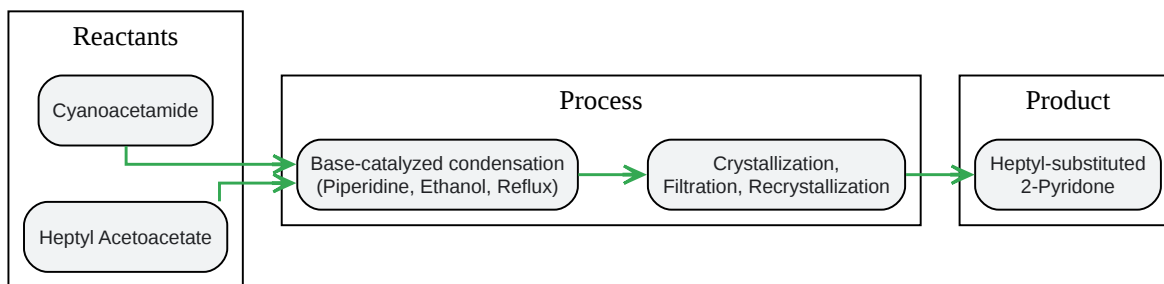 Reactants
Cyanoacetamide
Heptyl Acetoacetate
Process
Base-catalyzed condensation
(Piperidine, Ethanol, Reflux)
Crystallization,
Filtration, Recrystallization
Product
Heptyl-substituted
2-Pyridone